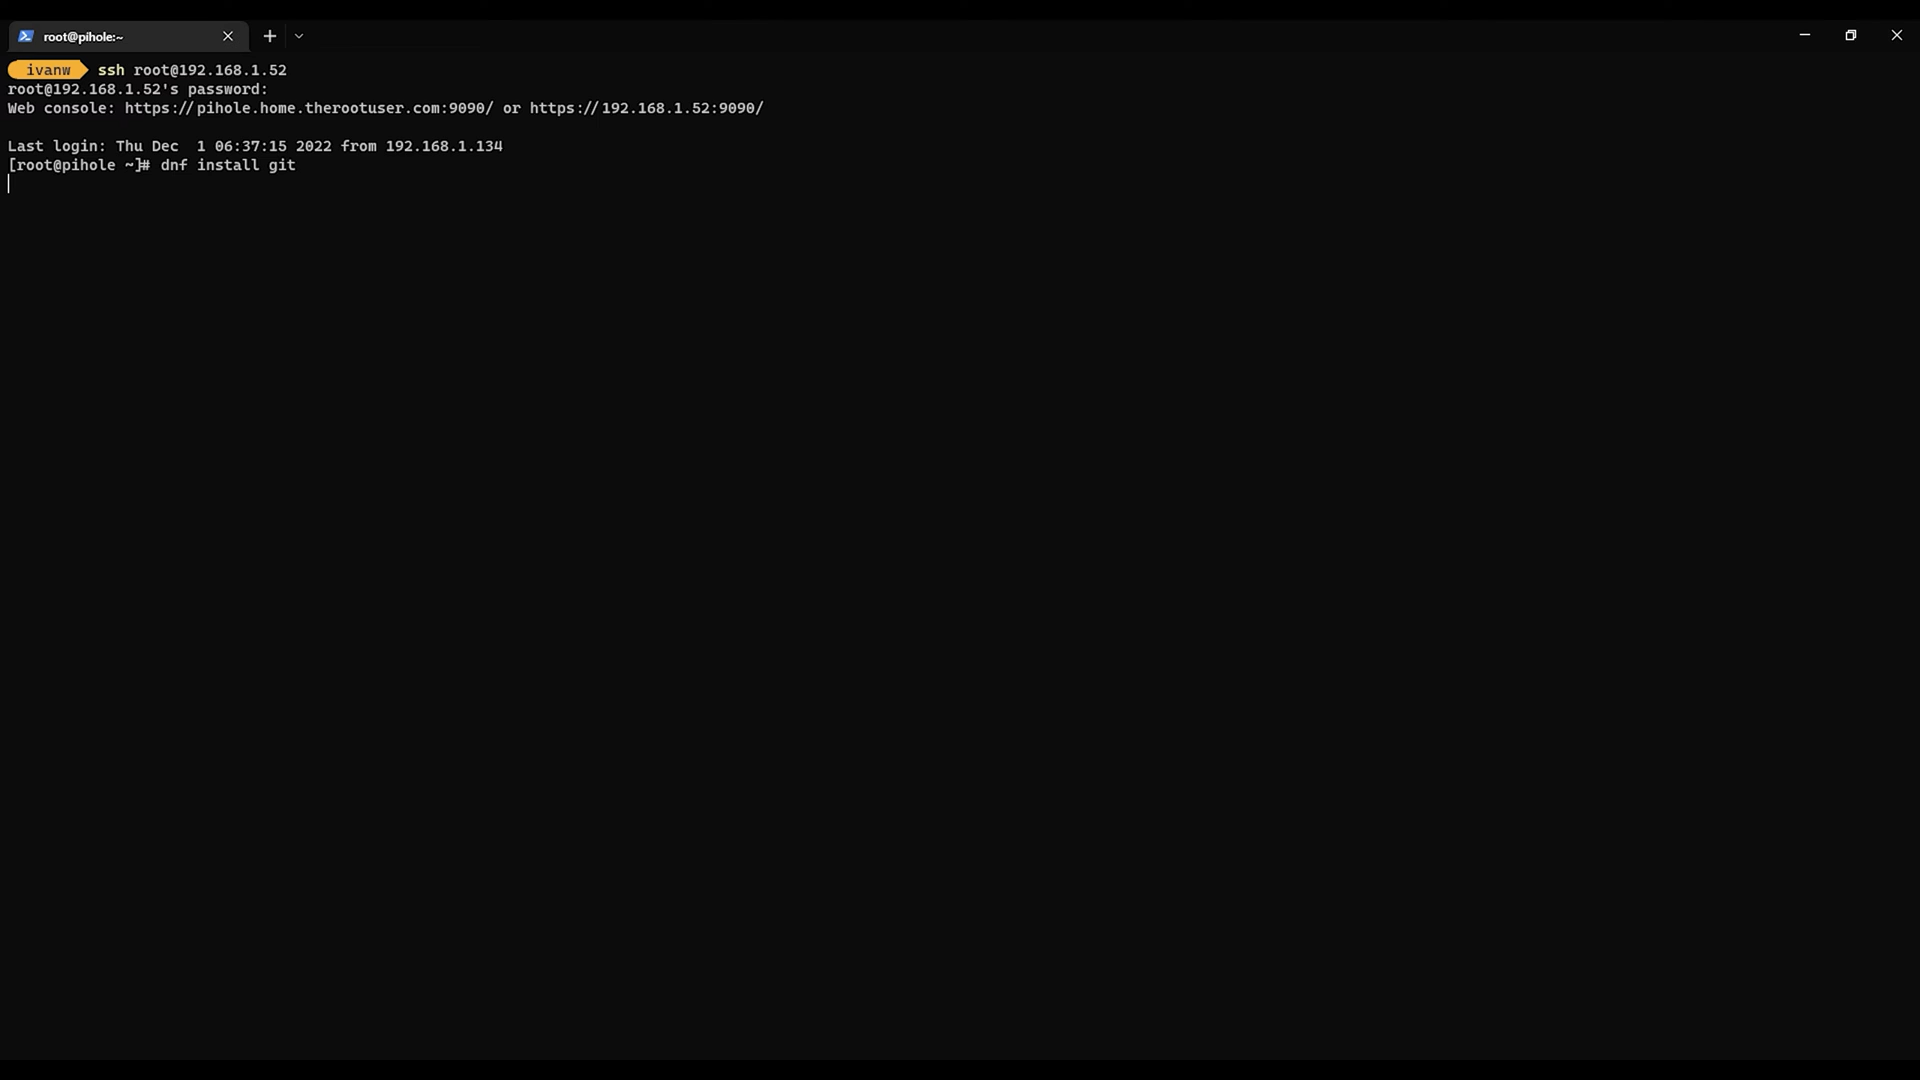 root@pihole:~
ivanw ssh root@192.168.1.52
root@192.168.1.52's password:
Web console: https://pihole.home.therootuser.com:9090/ or https://192.168.1.52:9090/
Last login: Thu Dec  1 06:37:15 2022 from 192.168.1.134
[root@pihole ~]# dnf install git